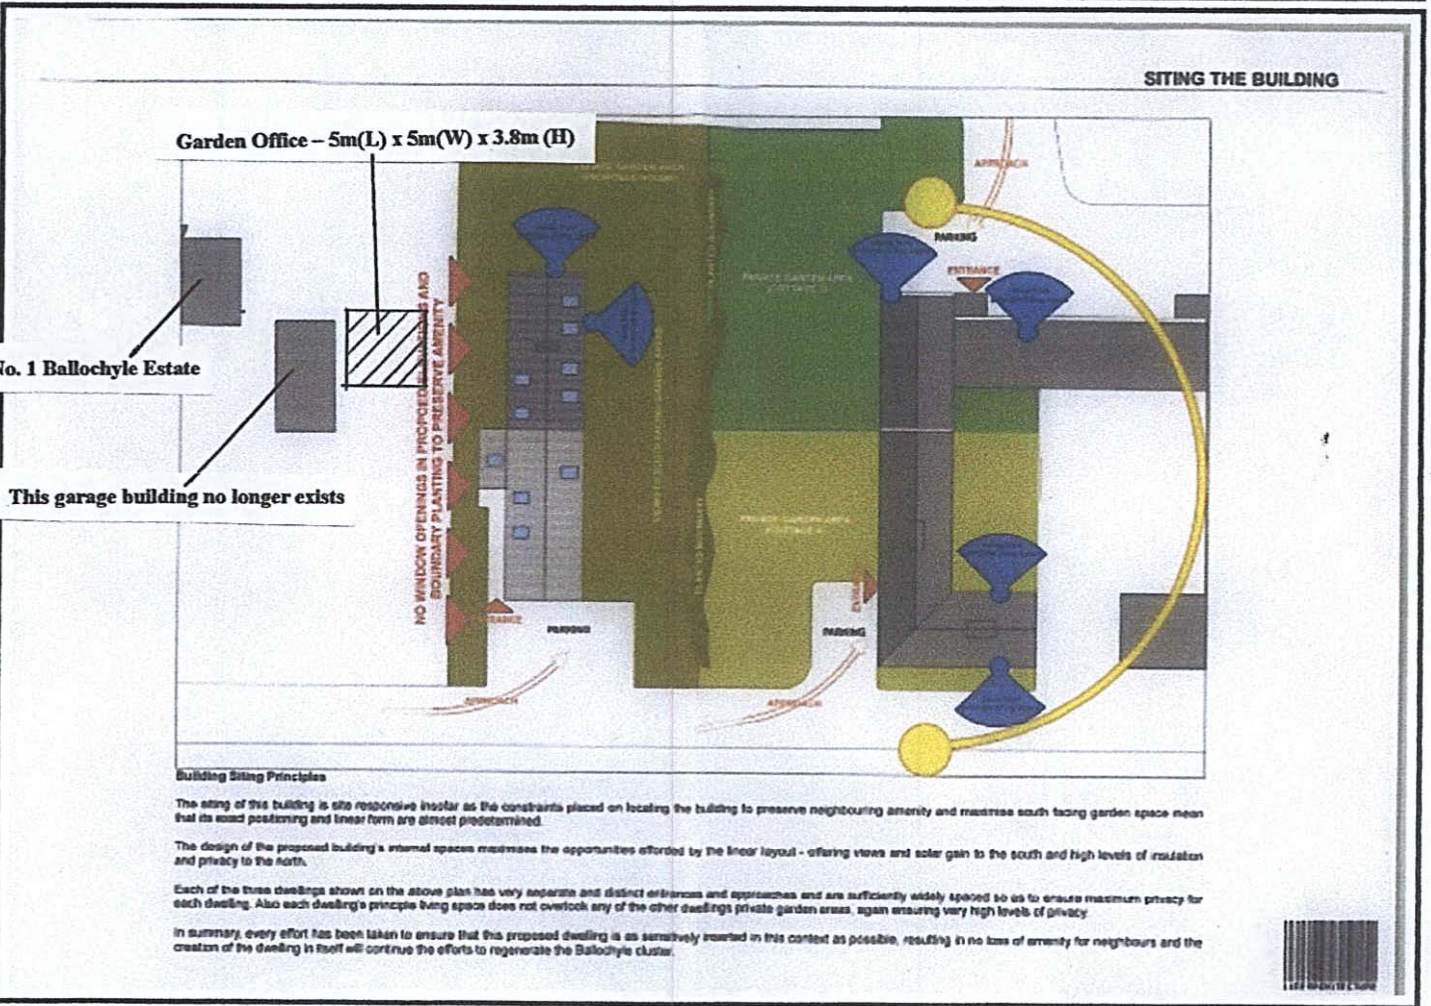 SITING THE BUILDING
Garden Office – 5m(L) x 5m(W) x 3.8m (H)
APPROACH
PARKING
ENTRANCE
PRIVATE GARDEN AREA
NO WINDOW OPENINGS IN PROPOSED ELEVATIONS AND
BOUNDARY PLANTING TO PRESERVE AMENITY
No. 1 Ballochyle Estate
This garage building no longer exists
PRIVATE GARDEN AREA
PARKING
PARKING
APPROACH
APPROACH
Building Siting Principles
The siting of this building is site responsive insofar as the constraints placed on locating the building to preserve neighbouring amenity and maximise south facing garden space mean
that its exact positioning and linear form are almost predetermined.
The design of the proposed building's internal spaces maximises the opportunities afforded by the linear layout - offering views and solar gain to the south and high levels of insulation
and privacy to the north.
Each of the three dwellings shown on the above plan has very separate and distinct entrances and approaches and are sufficiently widely spaced so as to ensure maximum privacy for
each dwelling. Also each dwelling's principle living space does not overlook any of the other dwellings private garden areas, again ensuring very high levels of privacy.
In summary, every effort has been taken to ensure that this proposed dwelling is as sensitively inserted in this context as possible, resulting in no loss of amenity for neighbours and the
creation of the dwelling in itself will continue the efforts to regenerate the Ballochyle cluster.